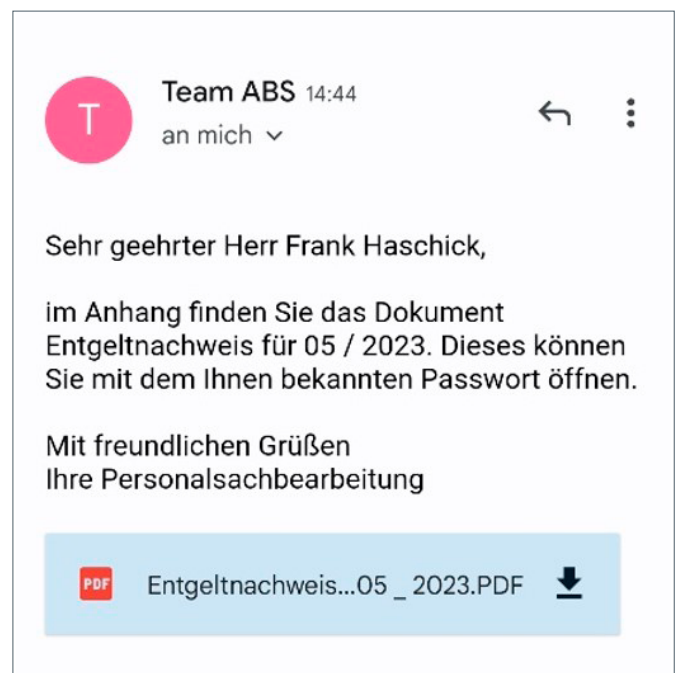 T
Team ABS 14:44
an mich
Sehr geehrter Herr Frank Haschick,
im Anhang finden Sie das Dokument
Entgeltnachweis für 05 / 2023. Dieses können
Sie mit dem Ihnen bekannten Passwort öffnen.
Mit freundlichen Grüßen
Ihre Personalsachbearbeitung
PDF Entgeltnachweis...05 _ 2023.PDF